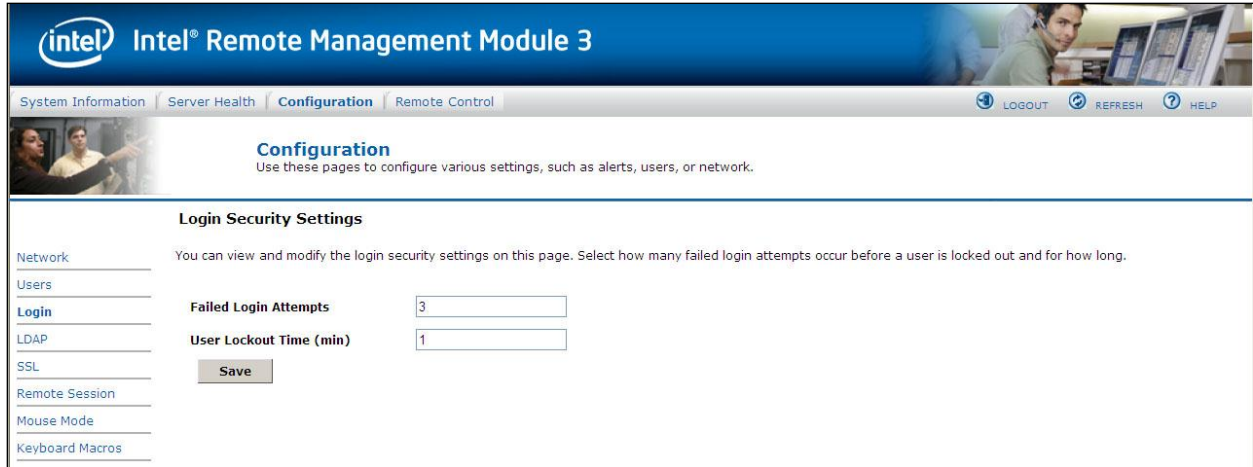 intel® Intel® Remote Management Module 3
System Information Server Health Configuration Remote Control LOGOUT REFRESH ? HELP
Configuration
Use these pages to configure various settings, such as alerts, users, or network.
Login Security Settings
You can view and modify the login security settings on this page. Select how many failed login attempts occur before a user is locked out and for how long.
Network
Users
Login
LDAP
SSL
Remote Session
Mouse Mode
Keyboard Macros
Failed Login Attempts 3
User Lockout Time (min) 1
Save